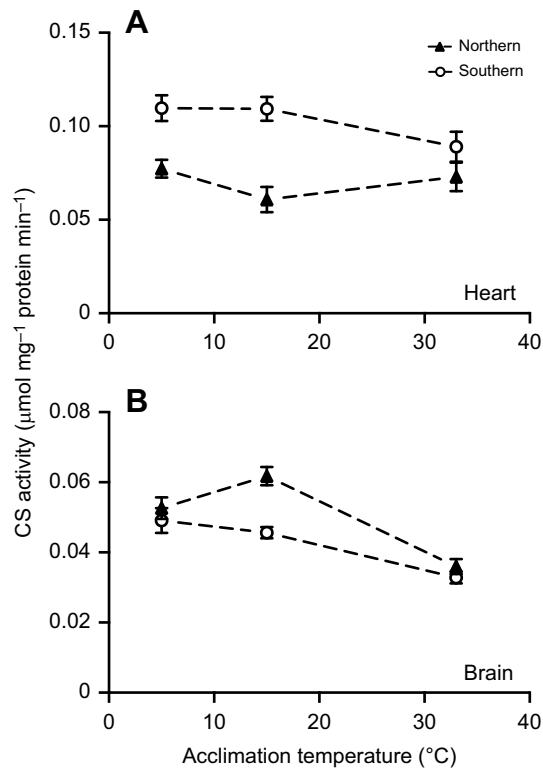 A
0.15
0.10
0.05
0
0
10
20
30
40
Northern
Southern
Heart
CS activity (μmol mg⁻¹ protein min⁻¹)
B
0.08
0.06
0.04
0.02
0
0
10
20
30
40
Brain
Acclimation temperature (°C)